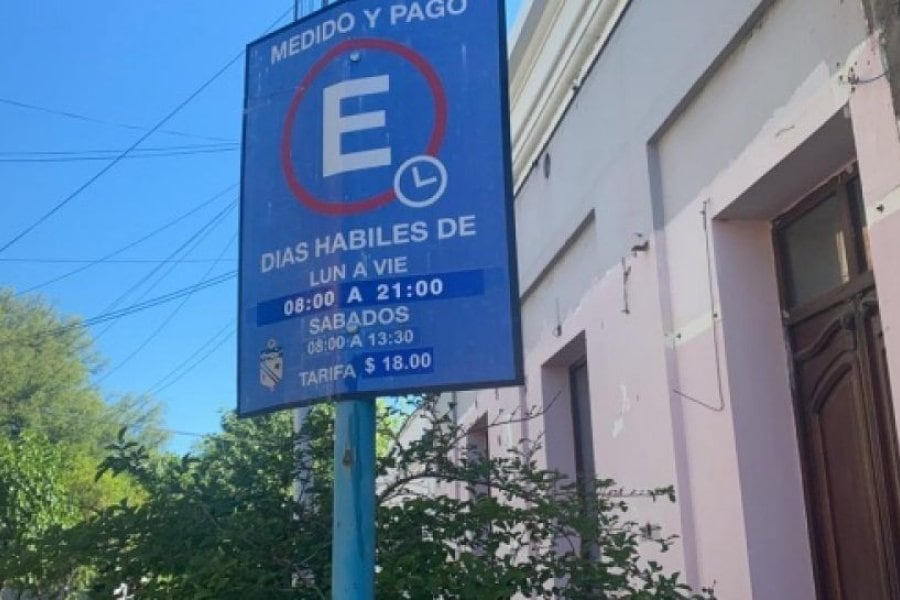 MEDIDO Y PAGO
E
DIAS HABILES DE
LUN A VIE
08:00 A 21:00
SABADOS
08:00 A 13:30
TARIFA $ 18.00